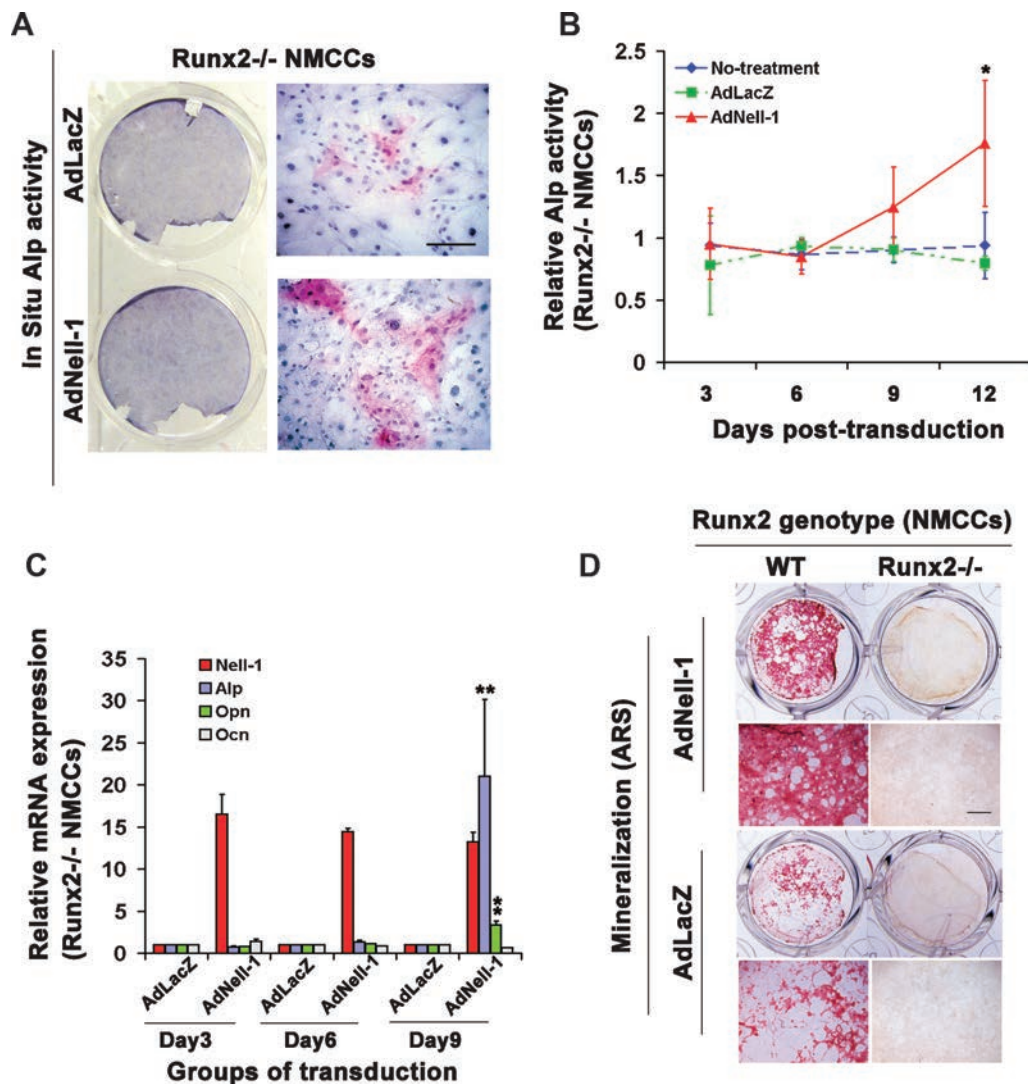 A
Runx2-/- NMCCs
In Situ Alp activity
AdLacZ
AdNell-1
B
Relative Alp activity
(Runx2-/- NMCCs)
2.5
2
1.5
1
0.5
0
No-treatment
AdLacZ
AdNell-1
*
3 6 9 12
Days post-transduction
C
Relative mRNA expression
(Runx2-/- NMCCs)
35
30
25
20
15
10
5
0
Nell-1
Alp
Opn
Ocn
**
**
AdLacZ AdNell-1 AdLacZ AdNell-1 AdLacZ AdNell-1
Day3 Day6 Day9
Groups of transduction
Runx2 genotype (NMCCs)
D
WT Runx2-/-
Mineralization (ARS)
AdNell-1
AdLacZ